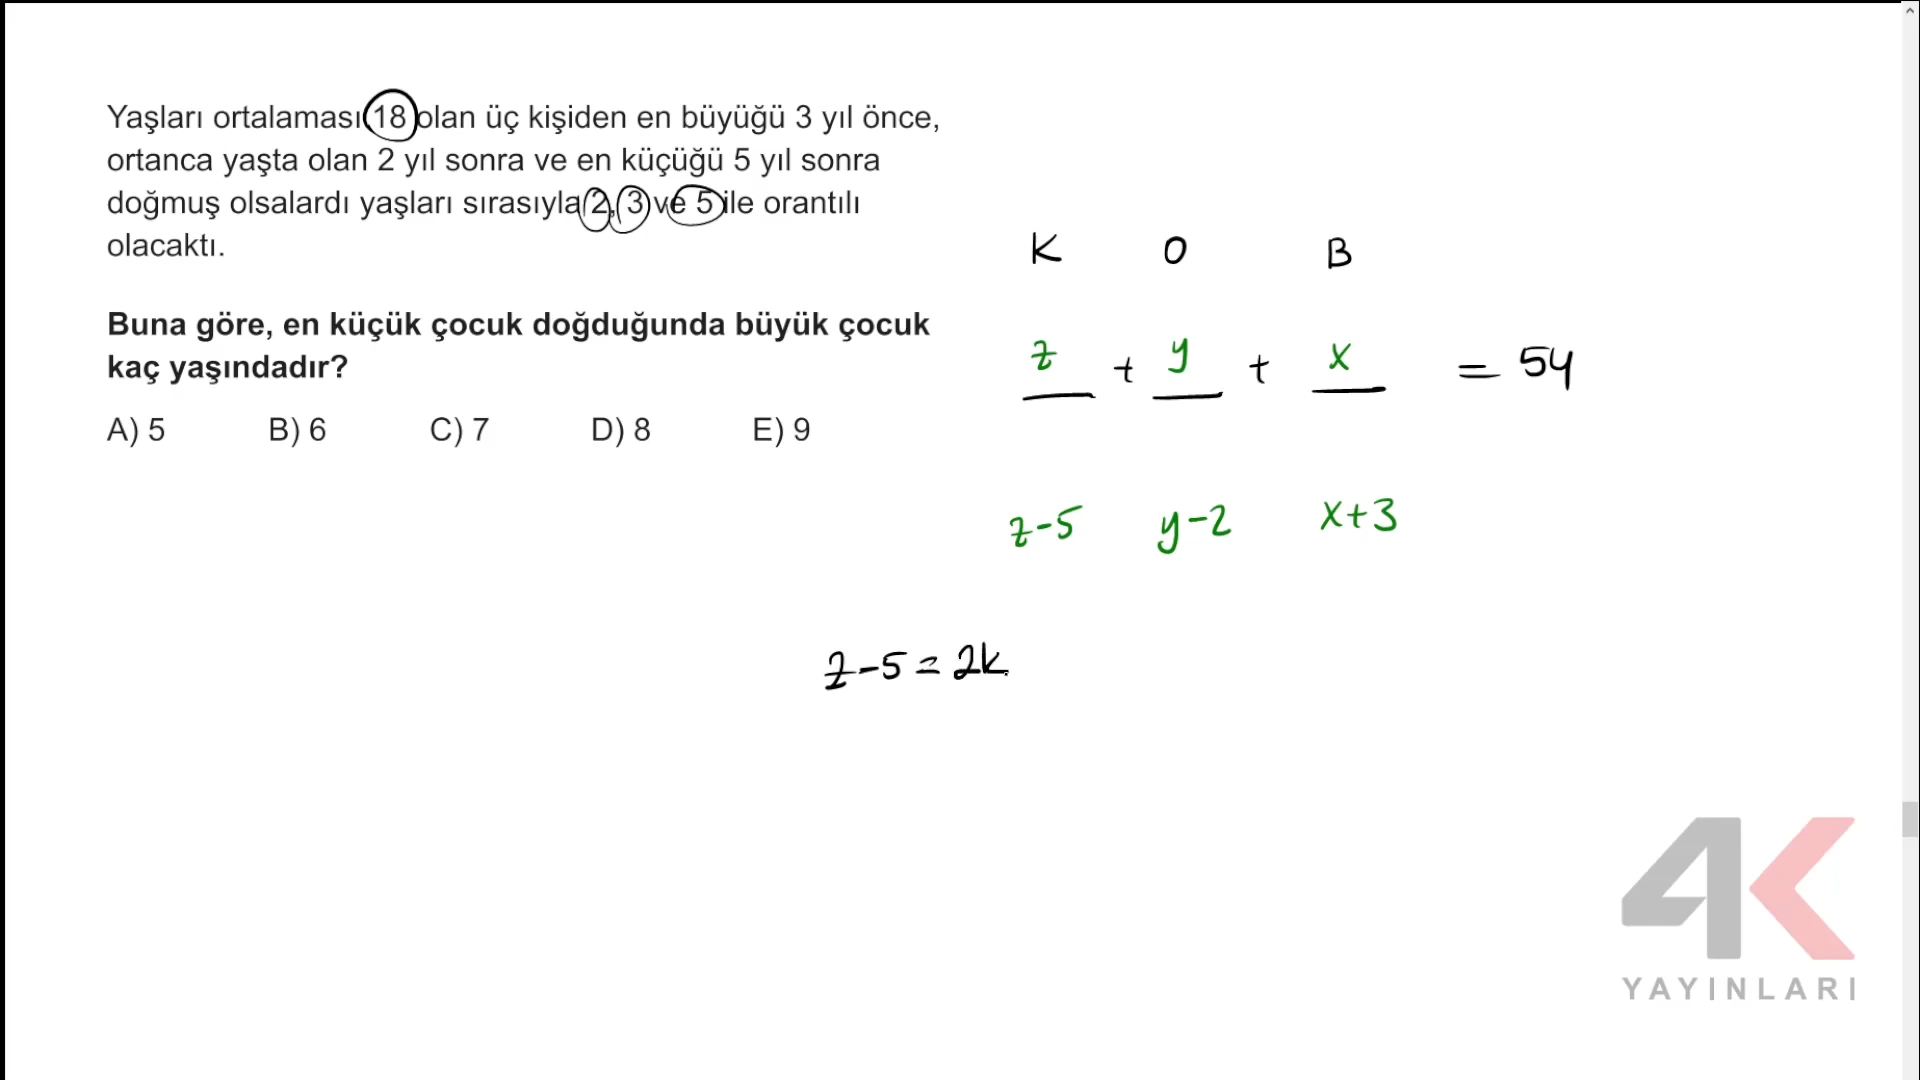 Yaşları ortalaması 18 olan üç kişiden en büyüğü 3 yıl önce,
ortanca yaşta olan 2 yıl sonra ve en küçüğü 5 yıl sonra
doğmuş olsalardı yaşları sırasıyla 2, 3 ve 5 ile orantılı
olacaktı.
Buna göre, en küçük çocuk doğduğunda büyük çocuk
kaç yaşındadır?
A) 5 B) 6 C) 7 D) 8 E) 9
K O B
z + y + x = 54
z-5 y-2 x+3
z-5=2k
4K
YAYINLARI